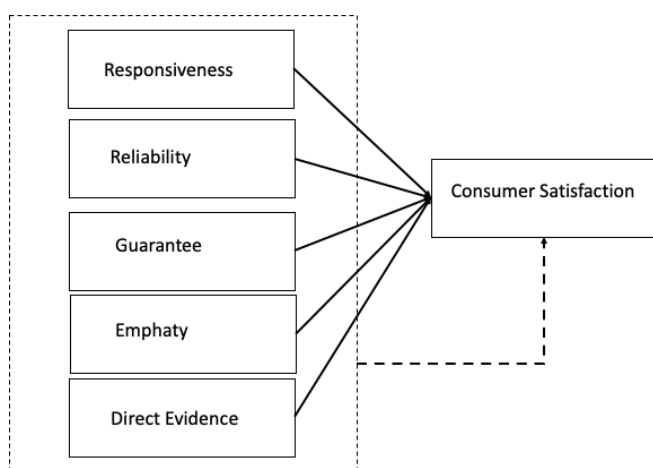 Responsiveness
Reliability
Consumer Satisfaction
Guarantee
Emphaty
Direct Evidence